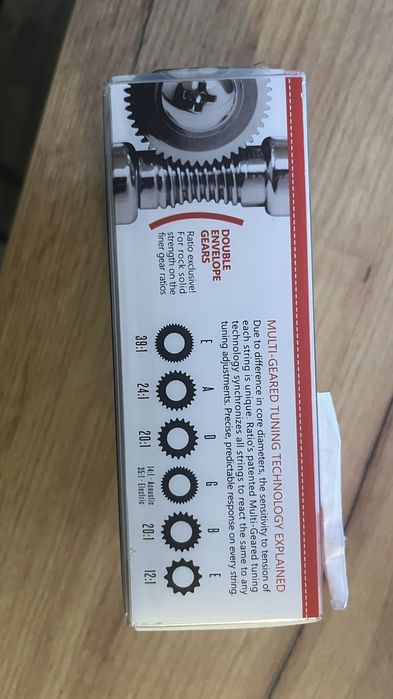 DOUBLE
ENVELOPE
GEARS
Ratio exclusive!
For rock solid
strength on the
finer gear ratios
MULTI-GEARED TUNING TECHNOLOGY EXPLAINED
Due to difference in core diameters, the sensitivity to tension of
each string is unique. Ratio's patented Multi-Geared tuning
technology synchronizes all strings to react the same to any
tuning adjustments. Precise, predictable response on every string.
E A D G B E
39:1 24:1 20:1 14:1 - Acoustic 20:1 12:1
35:1 - Electric